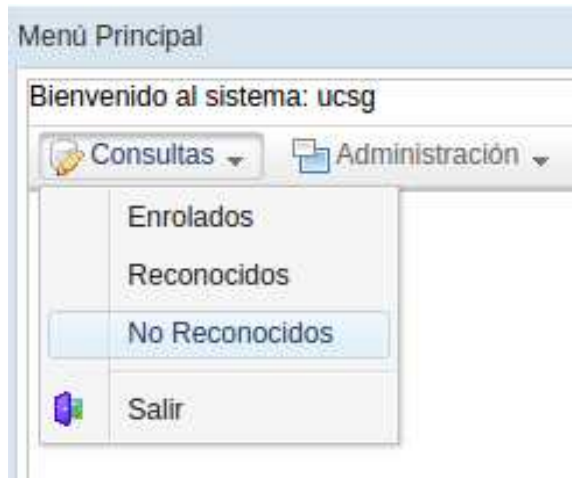 Menú Principal
Bienvenido al sistema: ucsg
Consultas Administración
Enrolados
Reconocidos
No Reconocidos
Salir